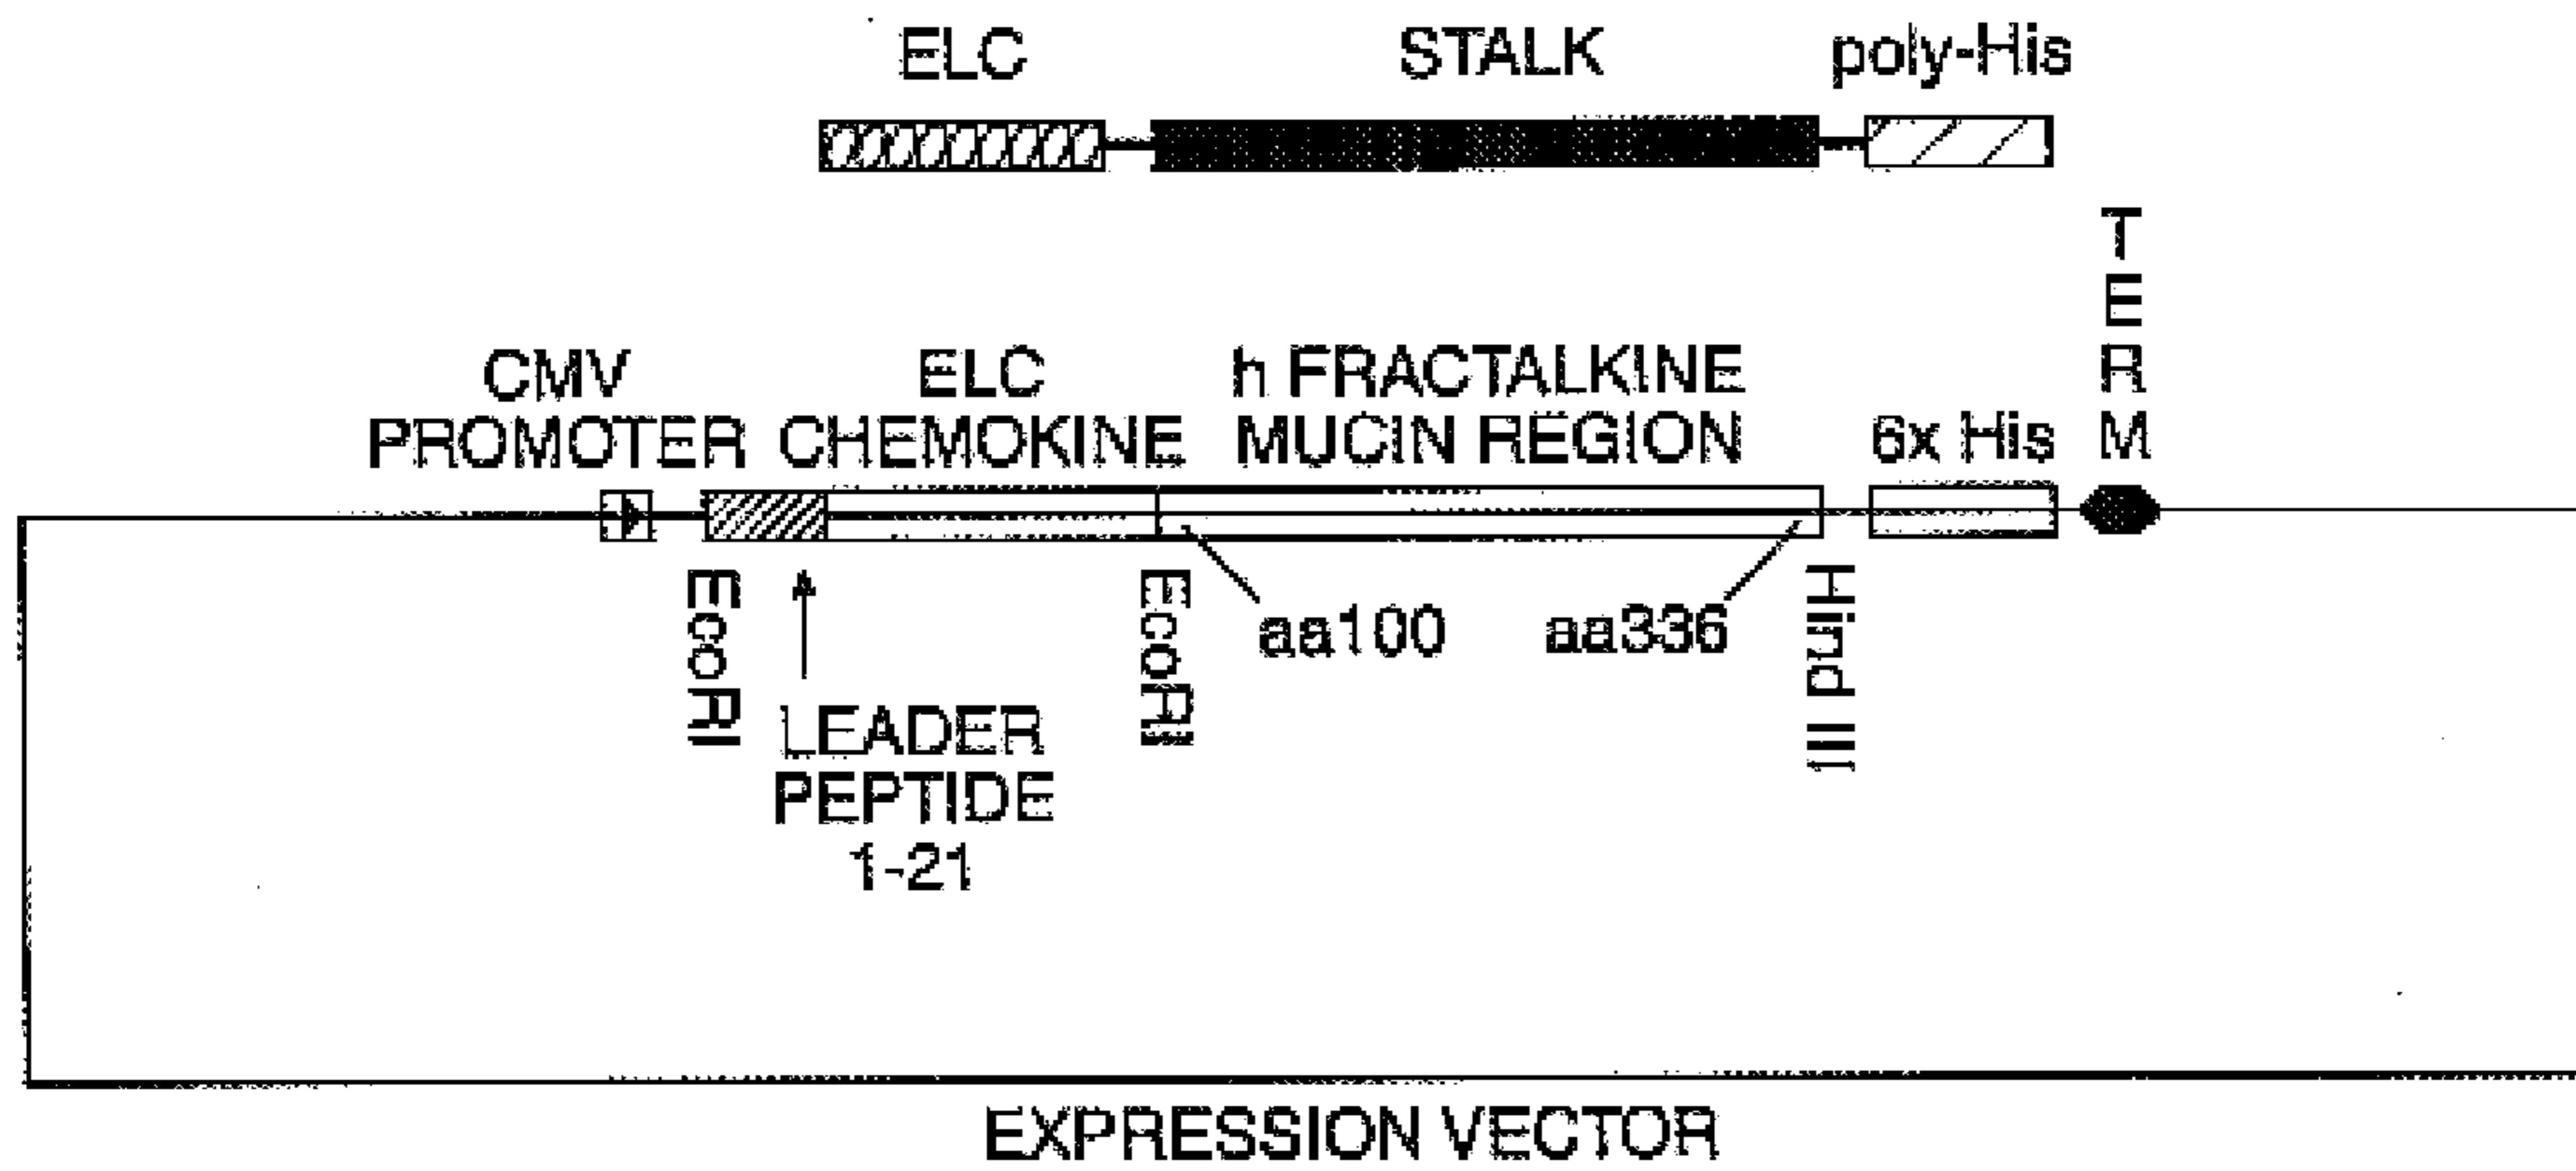 ELC
STALK
poly-His
TERM
CMV
PROMOTER
ELC
CHEMOKINE
h FRACTALKINE
MUCIN REGION
6x His
EcoRI
EcoRI
aa100
aa336
Hind III
LEADER
PEPTIDE
1-21
EXPRESSION VECTOR